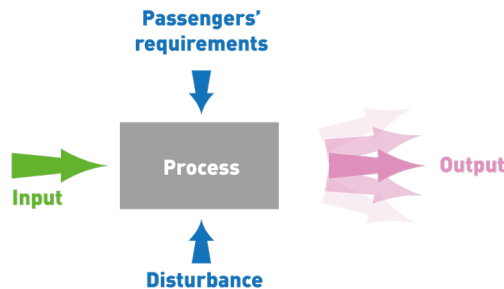 Passengers’
requirements
Process
Input
Output
Disturbance